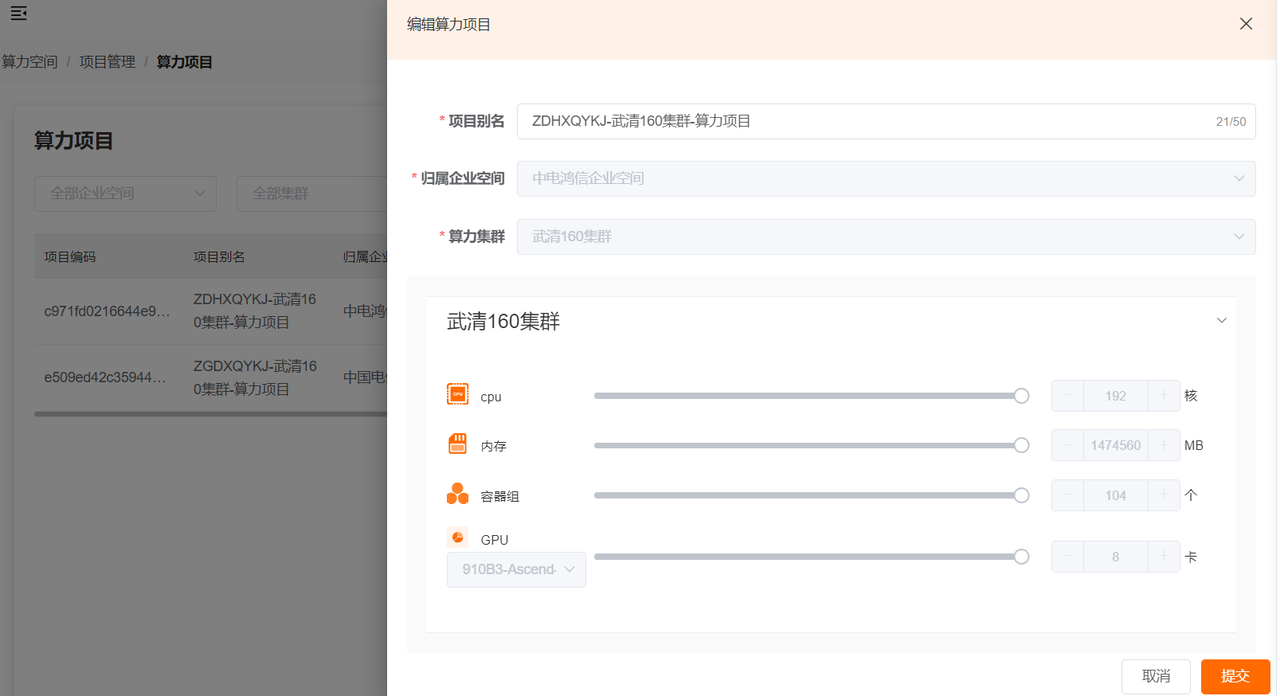 编辑算力项目
算力空间 / 项目管理 / 算力项目
算力项目
全部企业空间
全部集群
项目编码 项目别名 归属企业
c971fd0216644e9... ZDHXQYKJ-武清16
0集群-算力项目 中电鸿
e509ed42c35944... ZGDXQYKJ-武清16
0集群-算力项目 中国电
* 项目别名 ZDHXQYKJ-武清160集群-算力项目 21/50
* 归属企业空间 中电鸿信企业空间
* 算力集群 武清160集群
武清160集群
CPU cpu − 192 + 核
内存 − 1474560 + MB
容器组 − 104 + 个
GPU
910B3-Ascend- − 8 + 卡
取消 提交